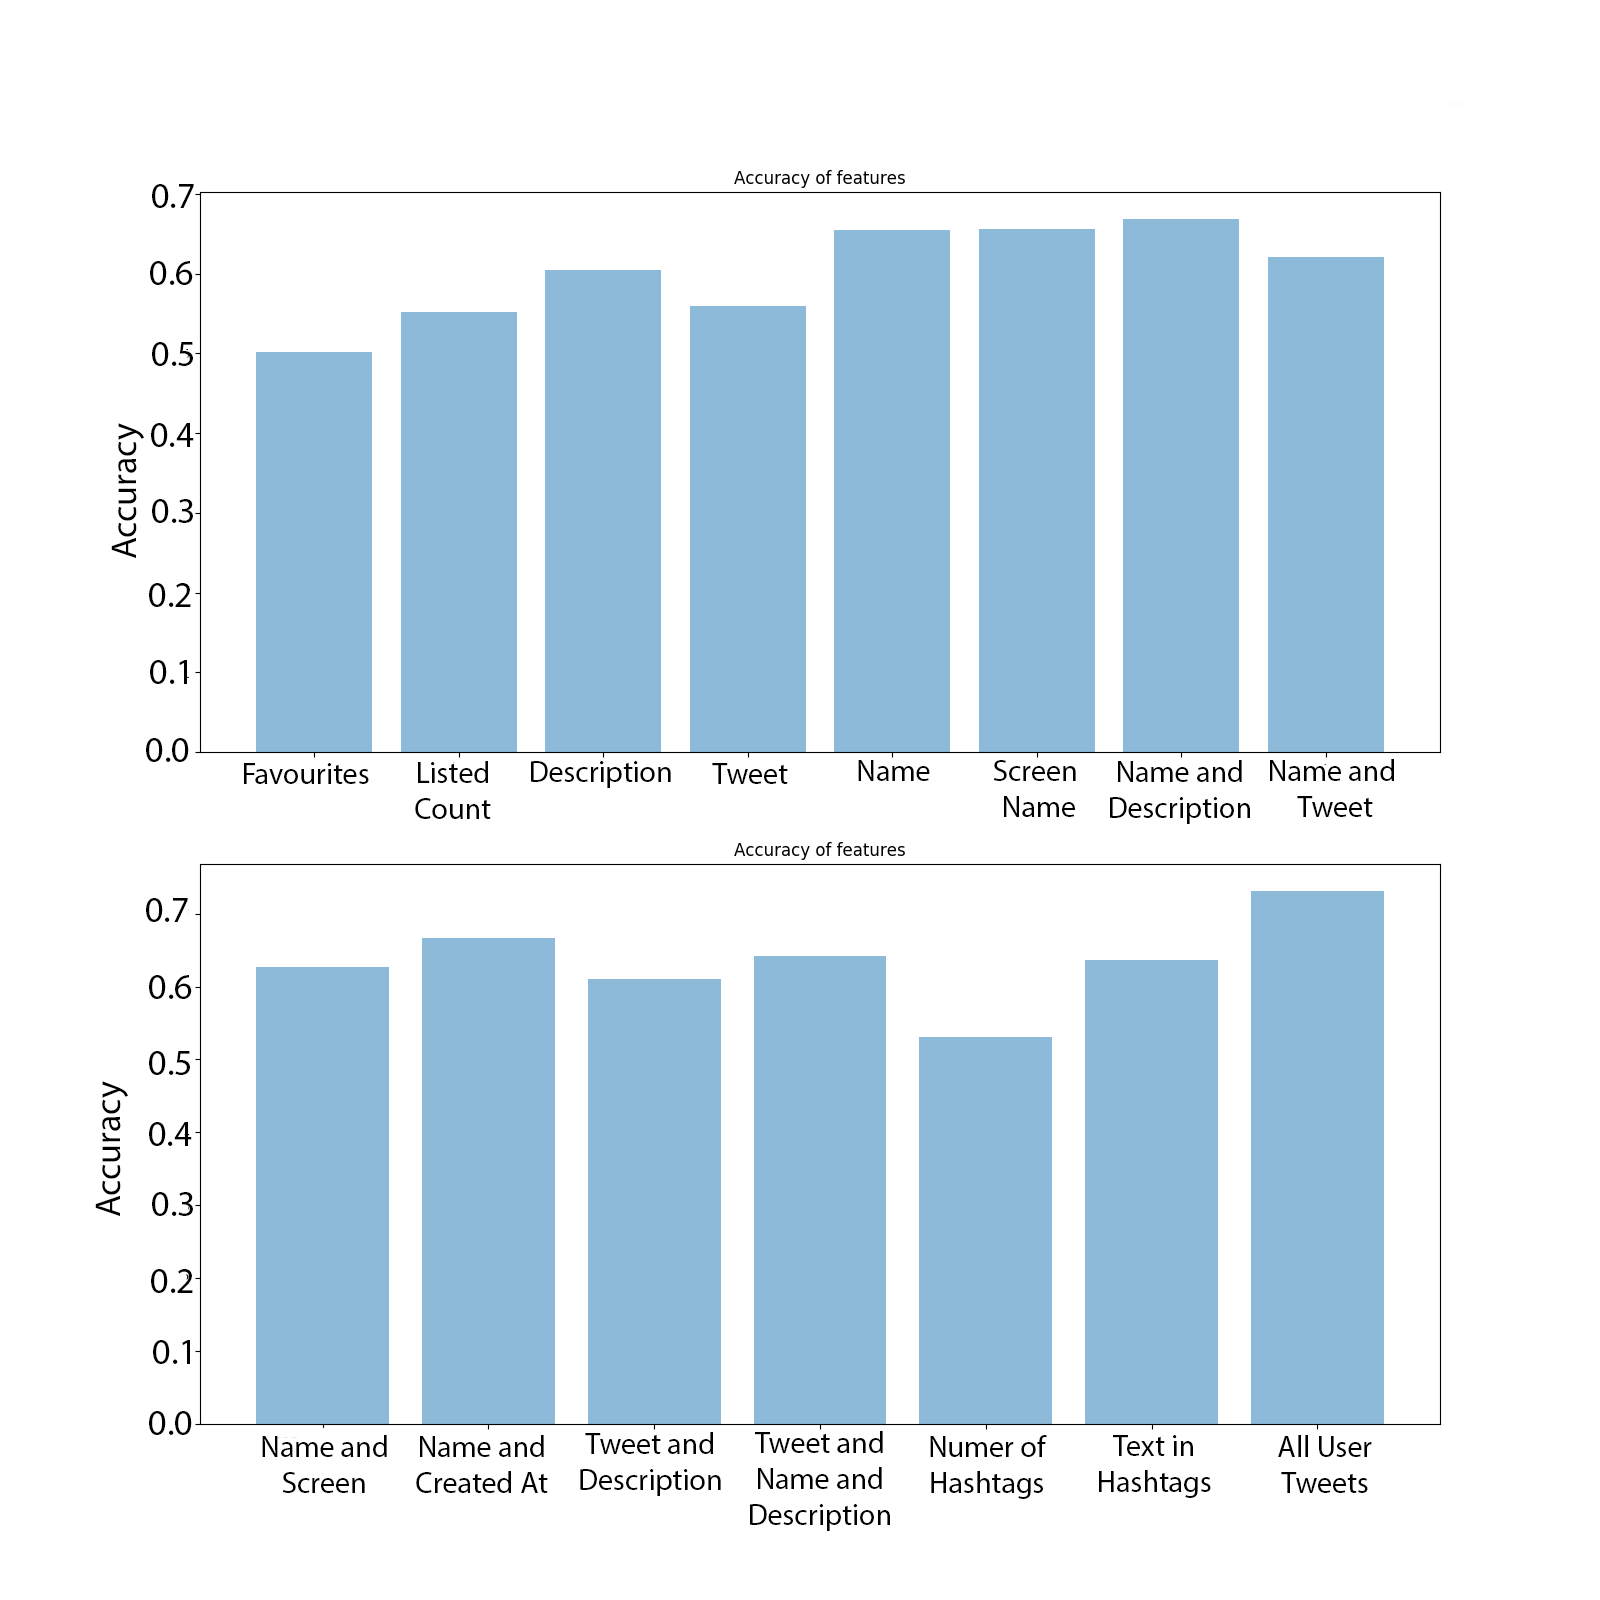 Accuracy of features
0.7
0.6
0.5
0.4
0.3
0.2
0.1
0.0
Accuracy
Favourites
Listed
Count
Description
Tweet
Name
Screen
Name
Name and
Description
Name and
Tweet
Accuracy of features
0.7
0.6
0.5
0.4
0.3
0.2
0.1
0.0
Accuracy
Name and
Screen
Name and
Created At
Tweet and
Description
Tweet and
Name and
Description
Numer of
Hashtags
Text in
Hashtags
All User
Tweets